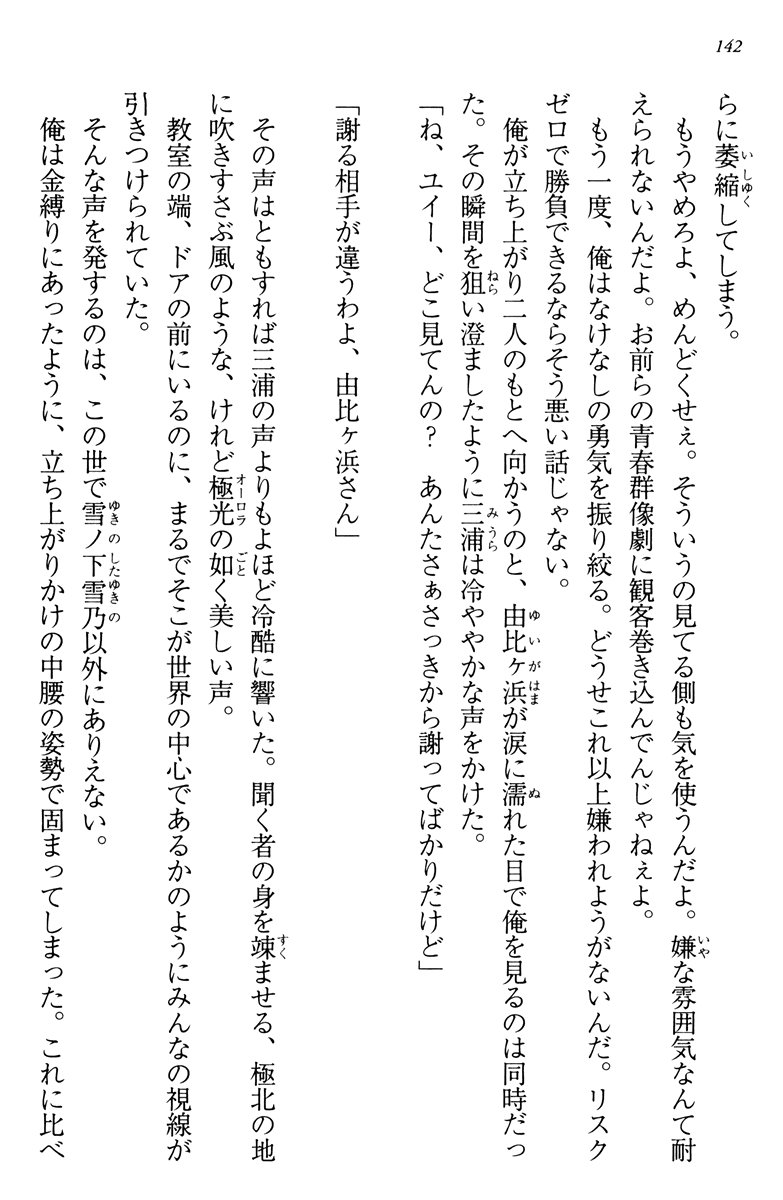 142
らに萎縮してしまう。
　もうやめろよ、めんどくせぇ。そういうの見てる側も気を使うんだよ。嫌な雰囲気なんて耐
えられないんだよ。お前らの青春群像劇に観客巻き込んでんじゃねぇよ。
　もう一度、俺はなけなしの勇気を振り絞る。どうせこれ以上嫌われようがないんだ。リスク
ゼロで勝負できるならそう悪い話じゃない。
　俺が立ち上がり二人のもとへ向かうのと、由比ヶ浜が涙に濡れた目で俺を見るのは同時だっ
た。その瞬間を狙い澄ましたように三浦は冷ややかな声をかけた。
「ね、ユイー、どこ見てんの？　あんたさぁさっきから謝ってばかりだけど」
「謝る相手が違うわよ、由比ヶ浜さん」
　その声はともすれば三浦の声よりもよほど冷酷に響いた。聞く者の身を竦ませる、極北の地
に吹きすさぶ風のような、けれど極光の如く美しい声。
　教室の端、ドアの前にいるのに、まるでそこが世界の中心であるかのようにみんなの視線が
引きつけられていた。
　そんな声を発するのは、この世で雪ノ下雪乃以外にありえない。
　俺は金縛りにあったように、立ち上がりかけの中腰の姿勢で固まってしまった。これに比べ